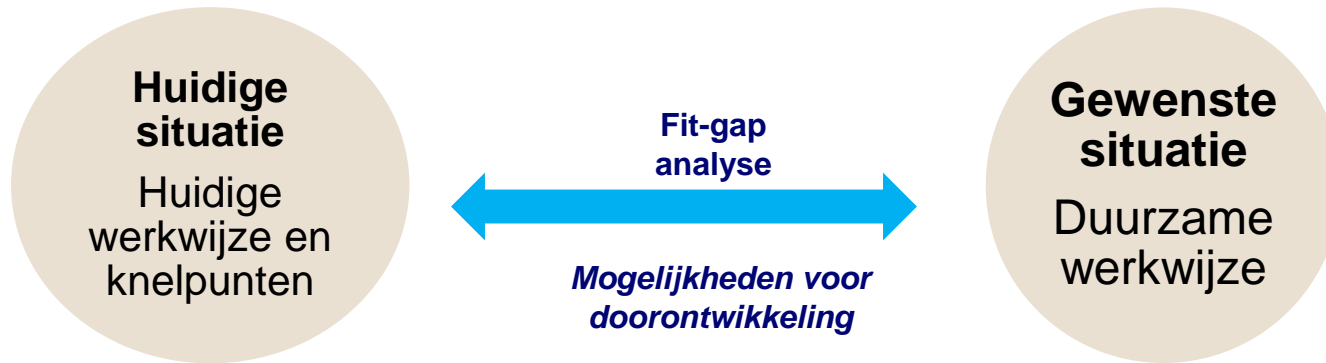 Huidige
situatie
Huidige
werkwijze en
knelpunten
Fit-gap
analyse
Mogelijkheden voor
doorontwikkeling
Gewenste
situatie
Duurzame
werkwijze